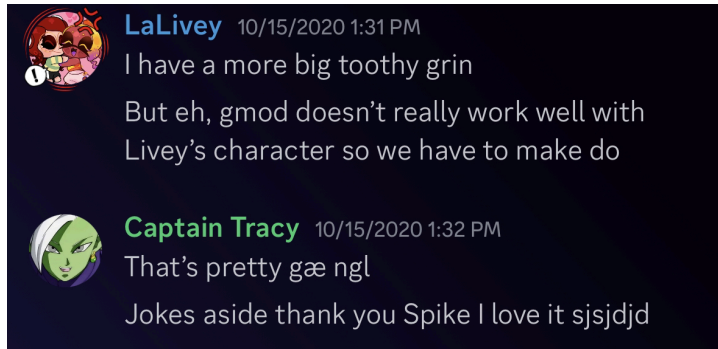 LaLivey 10/15/2020 1:31 PM
I have a more big toothy grin
But eh, gmod doesn’t really work well with
Livey’s character so we have to make do
Captain Tracy 10/15/2020 1:32 PM
That’s pretty gæ ngl
Jokes aside thank you Spike I love it sjsjdjd